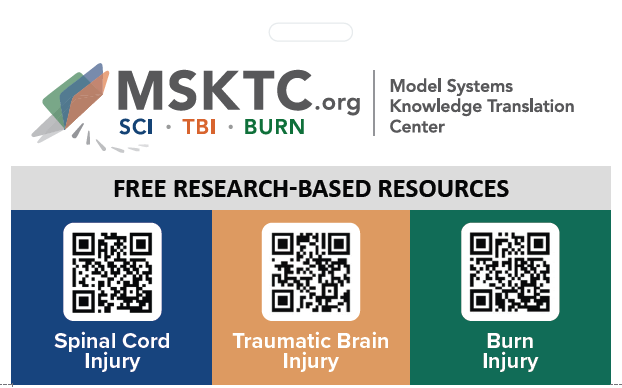 MSKTC.org
SCI · TBI · BURN
Model Systems
Knowledge Translation
Center
FREE RESEARCH-BASED RESOURCES
Spinal Cord
Injury
Traumatic Brain
Injury
Burn
Injury